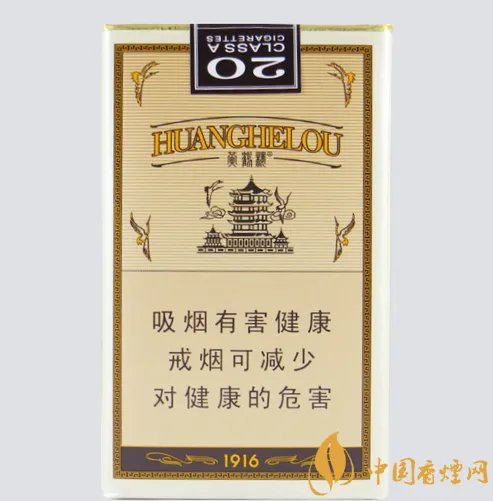 20
CLASS A
CIGARETTES
HUANGHELOU
黄鹤楼®
吸烟有害健康
戒烟可减少
对健康的危害
1916
中国香烟网